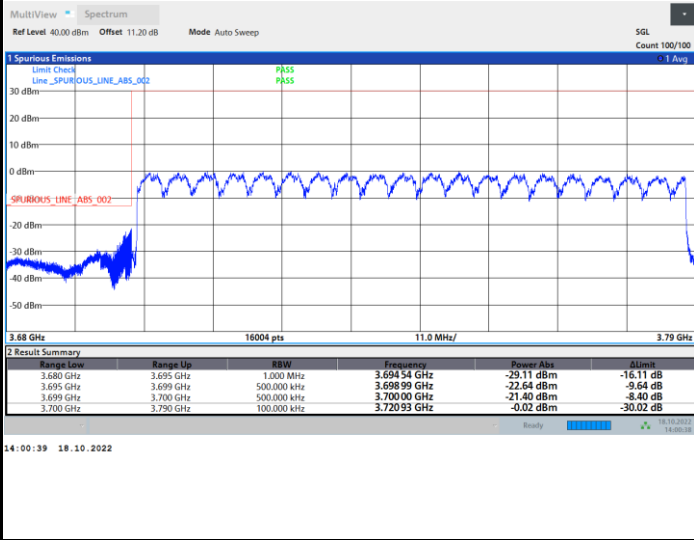 MultiView Spectrum
Ref Level 40.00 dBm Offset 11.20 dB Mode Auto Sweep SGL
Count 100/100
1 Spurious Emissions 1 Avg
Limit Check PASS
Line _SPURIOUS_LINE_ABS_002 PASS
30 dBm
20 dBm
10 dBm
0 dBm
_SPURIOUS_LINE_ABS_002
-20 dBm
-30 dBm
-40 dBm
-50 dBm
3.68 GHz 16004 pts 11.0 MHz/ 3.79 GHz
2 Result Summary
Range Low Range Up RBW Frequency Power Abs ΔLimit
3.680 GHz 3.695 GHz 1.000 MHz 3.694 54 GHz -29.11 dBm -16.11 dB
3.695 GHz 3.699 GHz 500.000 kHz 3.698 99 GHz -22.64 dBm -9.64 dB
3.699 GHz 3.700 GHz 500.000 kHz 3.700 00 GHz -21.40 dBm -8.40 dB
3.700 GHz 3.790 GHz 100.000 kHz 3.720 93 GHz -0.02 dBm -30.02 dB
Ready 18.10.2022
14:00:38
14:00:39 18.10.2022